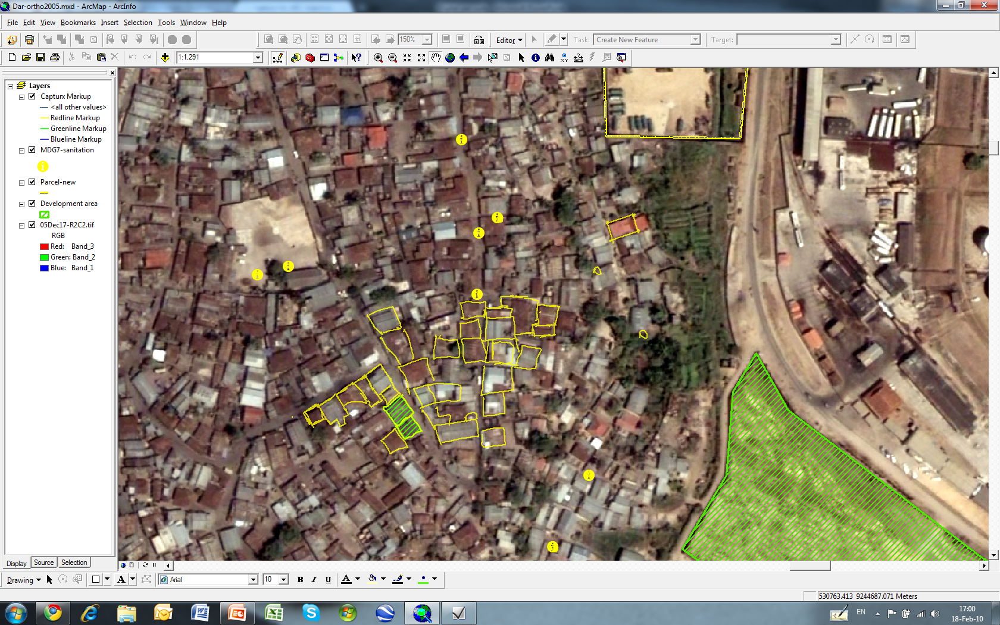 Dar-ortho2005.mxd - ArcMap - ArcInfo
File Edit View Bookmarks Insert Selection Tools Window Help
150% Editor Task: Create New Feature Target:
1:1,291
Layers
Capturx Markup
<all other values>
Redline Markup
Greenline Markup
Blueline Markup
MDG7-sanitation
Parcel-new
Development area
05Dec17-R2C2.tif
RGB
Red: Band_3
Green: Band_2
Blue: Band_1
Display Source Selection
Drawing A Arial 10 B I U A
530763.413 9244687.071 Meters
EN 17:00
18-Feb-10